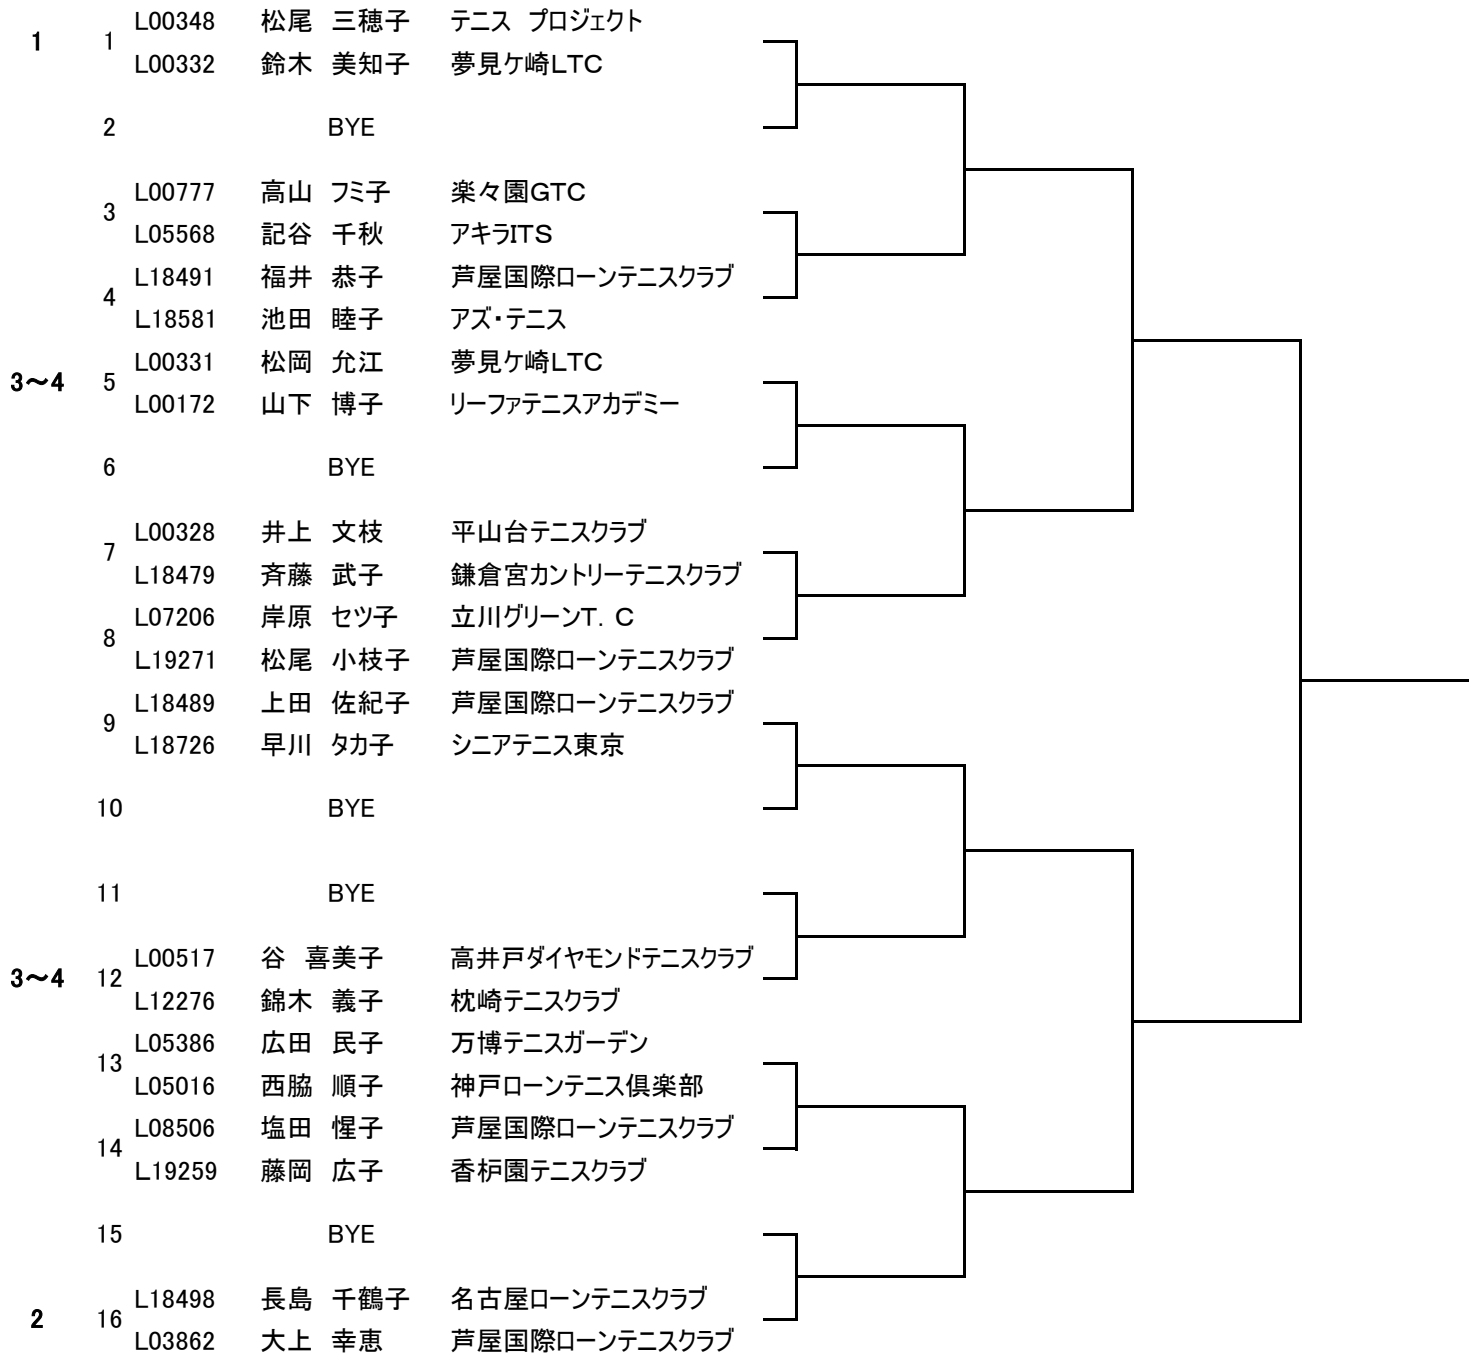 L00348 松尾 三穂子 テニス プロジェクト
1 1
L00332 鈴木 美知子 夢見ケ崎LTC
2 BYE
L00777 高山 フミ子 楽々園GTC
3
L05568 記谷 千秋 アキラITS
L18491 福井 恭子 芦屋国際ローンテニスクラブ
4
L18581 池田 睦子 アズ・テニス
L00331 松岡 允江 夢見ケ崎LTC
3～4 5
L00172 山下 博子 リーファテニスアカデミー
6 BYE
L00328 井上 文枝 平山台テニスクラブ
7
L18479 斉藤 武子 鎌倉宮カントリーテニスクラブ
L07206 岸原 セツ子 立川グリーンT．C
8
L19271 松尾 小枝子 芦屋国際ローンテニスクラブ
L18489 上田 佐紀子 芦屋国際ローンテニスクラブ
9
L18726 早川 タカ子 シニアテニス東京
10 BYE
11 BYE
L00517 谷 喜美子 高井戸ダイヤモンドテニスクラブ
3～4 12
L12276 錦木 義子 枕崎テニスクラブ
L05386 広田 民子 万博テニスガーデン
13
L05016 西脇 順子 神戸ローンテニス倶楽部
L08506 塩田 惺子 芦屋国際ローンテニスクラブ
14
L19259 藤岡 広子 香枦園テニスクラブ
15 BYE
L18498 長島 千鶴子 名古屋ローンテニスクラブ
2 16
L03862 大上 幸恵 芦屋国際ローンテニスクラブ